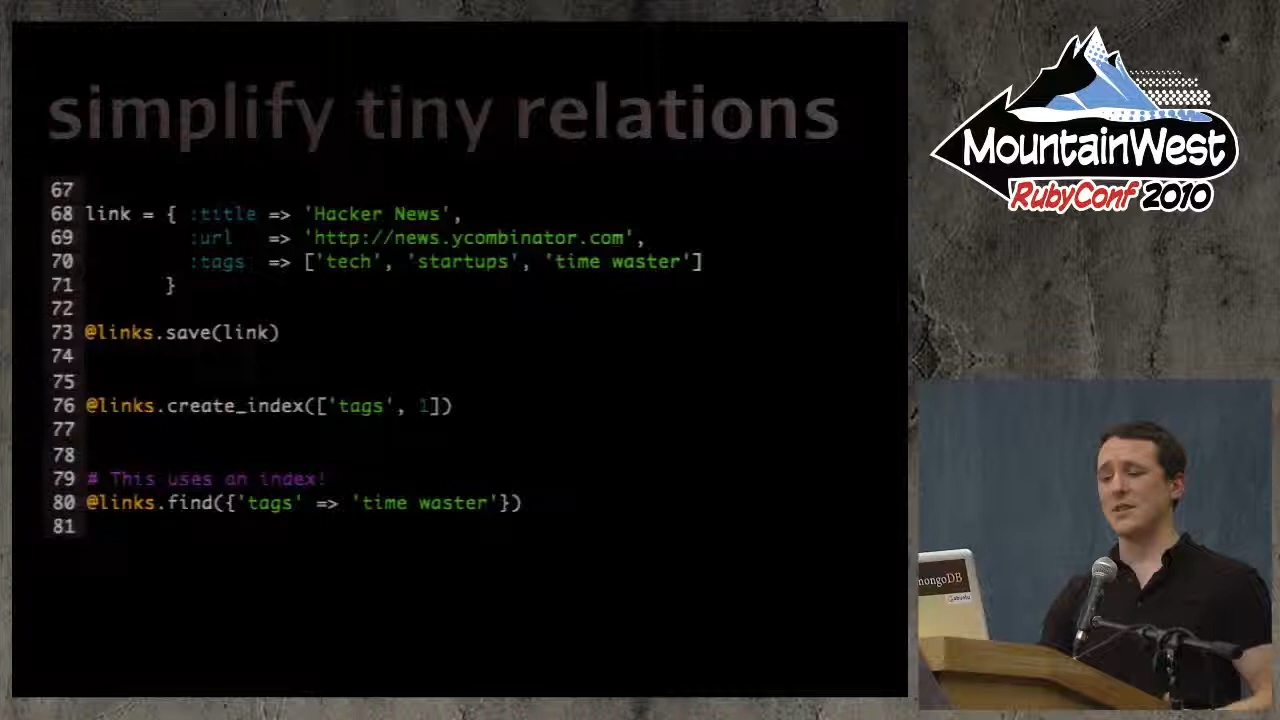 simplify tiny relations
67
68 link = { :title => 'Hacker News',
69 :url => 'http://news.ycombinator.com',
70 :tags => ['tech', 'startups', 'time waster']
71 }
72
73 @links.save(link)
74
75
76 @links.create_index(['tags', 1])
77
78
79 # This uses an index!
80 @links.find({'tags' => 'time waster'})
81
MountainWest
RubyConf 2010
mongoDB
ubuntu